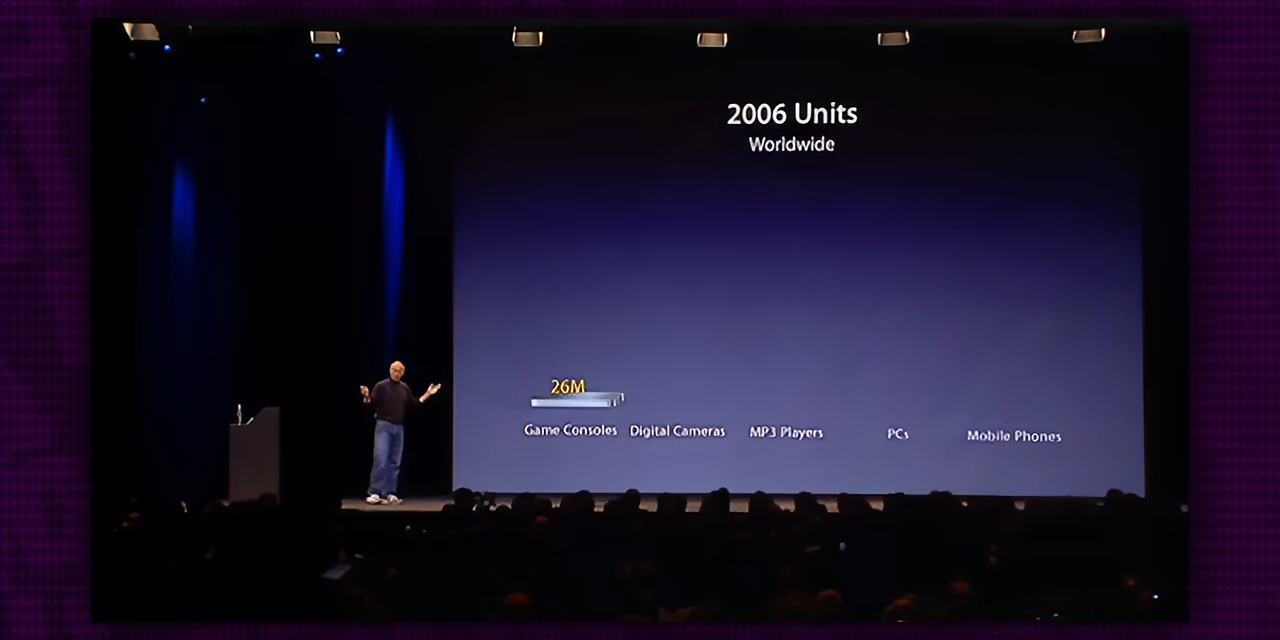 2006 Units
Worldwide
26M
Game Consoles Digital Cameras MP3 Players PCs Mobile Phones